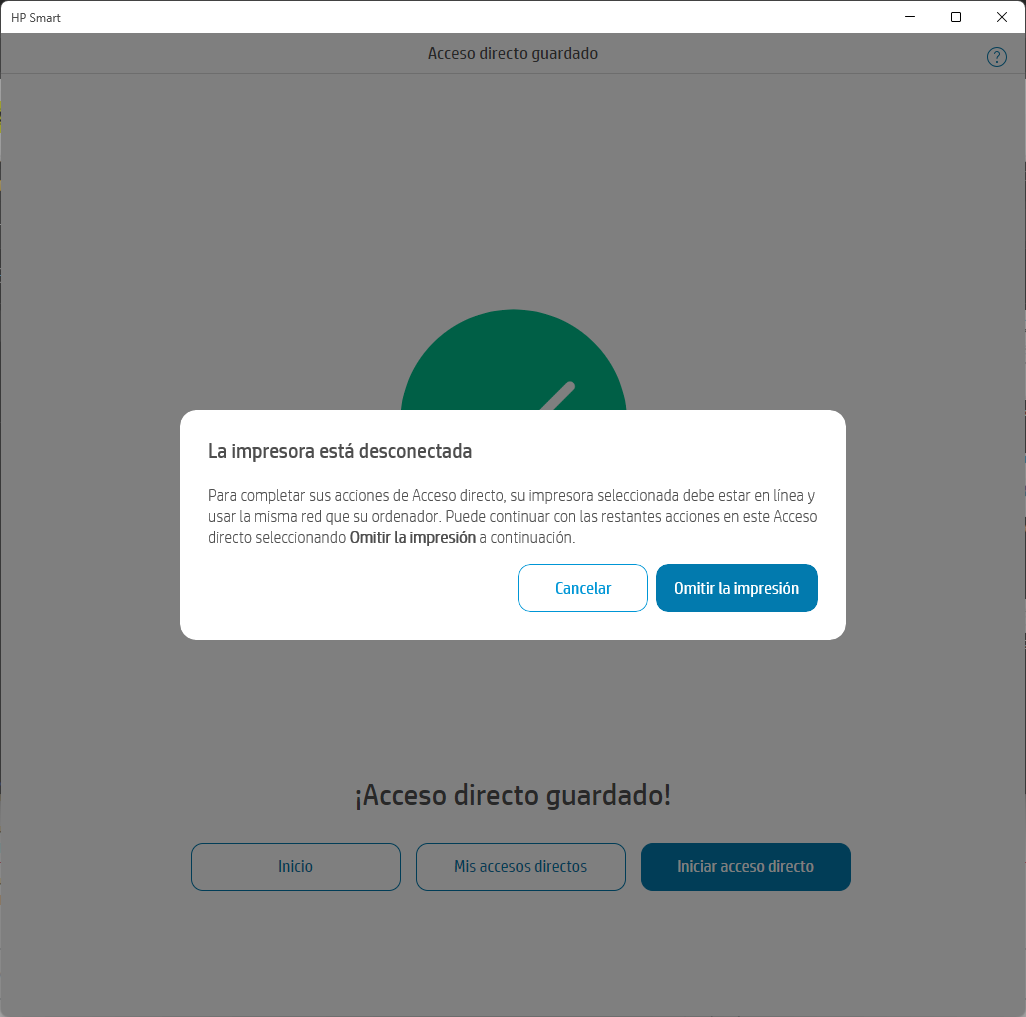 HP Smart
Acceso directo guardado
?
La impresora está desconectada
Para completar sus acciones de Acceso directo, su impresora seleccionada debe estar en línea y
usar la misma red que su ordenador. Puede continuar con las restantes acciones en este Acceso
directo seleccionando Omitir la impresión a continuación.
Cancelar
Omitir la impresión
¡Acceso directo guardado!
Inicio
Mis accesos directos
Iniciar acceso directo